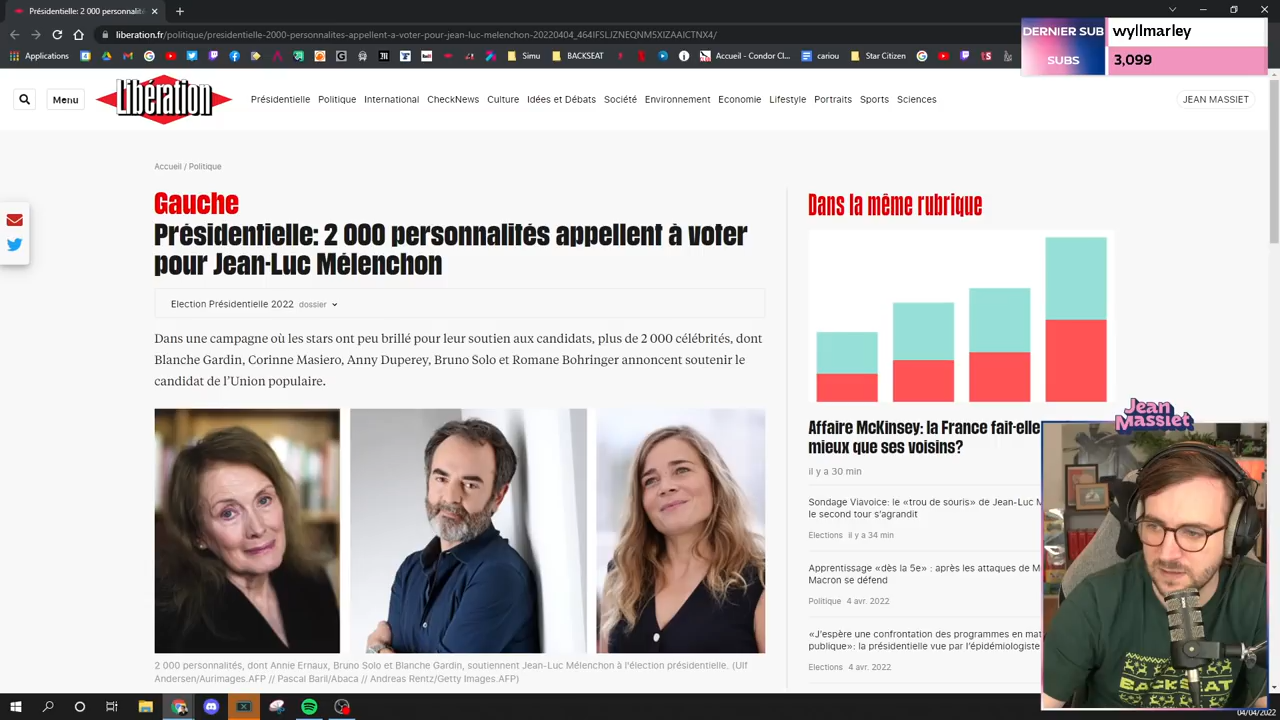 Présidentielle: 2 000 personnal
liberation.fr/politique/presidentielle-2000-personnalites-appellent-a-voter-pour-jean-luc-melenchon-20220404_464IFSLJZNEQNM5XIZAAICTNX4/
DERNIER SUB
wyllmarley
SUBS
3,099
Applications
Simu
BACKSEAT
Accueil - Condor Cl...
cariou
Star Citizen
Menu
Libération
Présidentielle
Politique
International
CheckNews
Culture
Idées et Débats
Société
Environnement
Economie
Lifestyle
Portraits
Sports
Sciences
JEAN MASSIET
Accueil / Politique
Gauche
Présidentielle: 2 000 personnalités appellent à voter
pour Jean-Luc Mélenchon
Election Présidentielle 2022 dossier
Dans une campagne où les stars ont peu brillé pour leur soutien aux candidats, plus de 2 000 célébrités, dont
Blanche Gardin, Corinne Masiero, Anny Duperey, Bruno Solo et Romane Bohringer annoncent soutenir le
candidat de l'Union populaire.
2 000 personnalités, dont Annie Ernaux, Bruno Solo et Blanche Gardin, soutiennent Jean-Luc Mélenchon à l'élection présidentielle. (Ulf
Andersen/Aurimages.AFP // Pascal Baril/Abaca // Andreas Rentz/Getty Images.AFP)
Dans la même rubrique
Affaire McKinsey: la France fait-elle
mieux que ses voisins?
il y a 30 min
Sondage Viavoice: le «trou de souris» de Jean-Luc M
le second tour s'agrandit
Elections il y a 34 min
Apprentissage «dès la 5e» : après les attaques de M
Macron se défend
Politique 4 avr. 2022
«J'espère une confrontation des programmes en mat
publique»: la présidentielle vue par l'épidémiologiste
Elections 4 avr. 2022
Jean
Massiet
BACKSEAT
04/04/2022